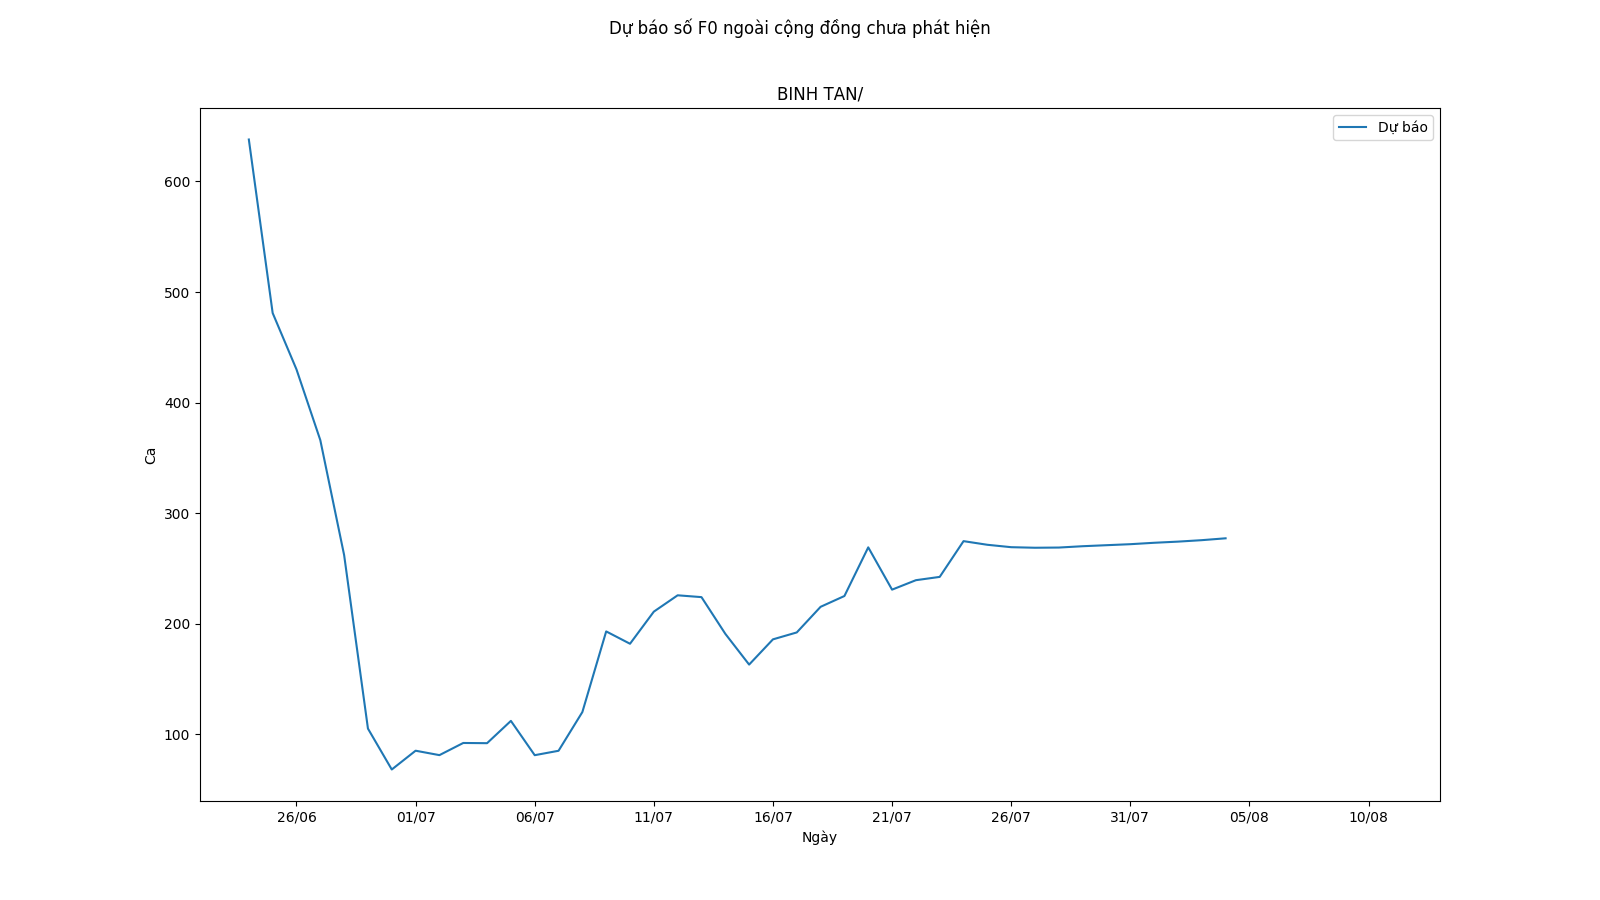 Dự báo số F0 ngoài cộng đồng chưa phát hiện
BINH TAN/
Dự báo
600
500
400
300
200
100
Ca
26/06 01/07 06/07 11/07 16/07 21/07 26/07 31/07 05/08 10/08
Ngày